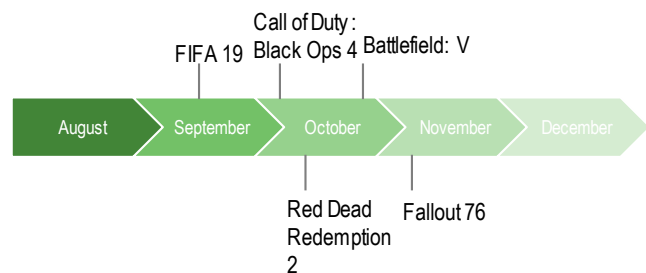 Call of Duty:
Black Ops 4
FIFA 19
Battlefield: V
August
September
October
November
December
Red Dead
Redemption
2
Fallout 76